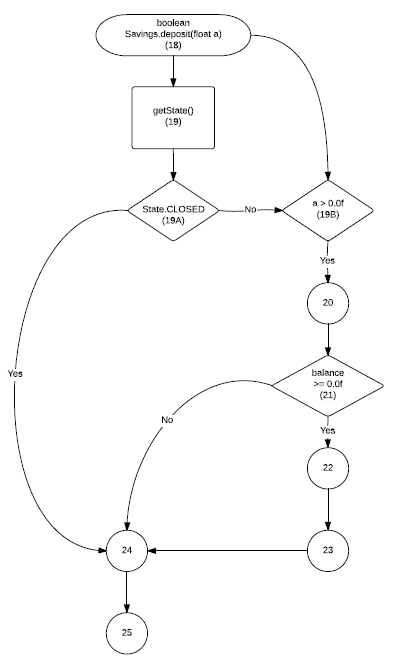 boolean
Savings.deposit(float a)
(18)
getState()
(19)
State.CLOSED
(19A)
No
a > 0.0f
(19B)
Yes
20
Yes
balance
>= 0.0f
(21)
No
Yes
22
24
23
25